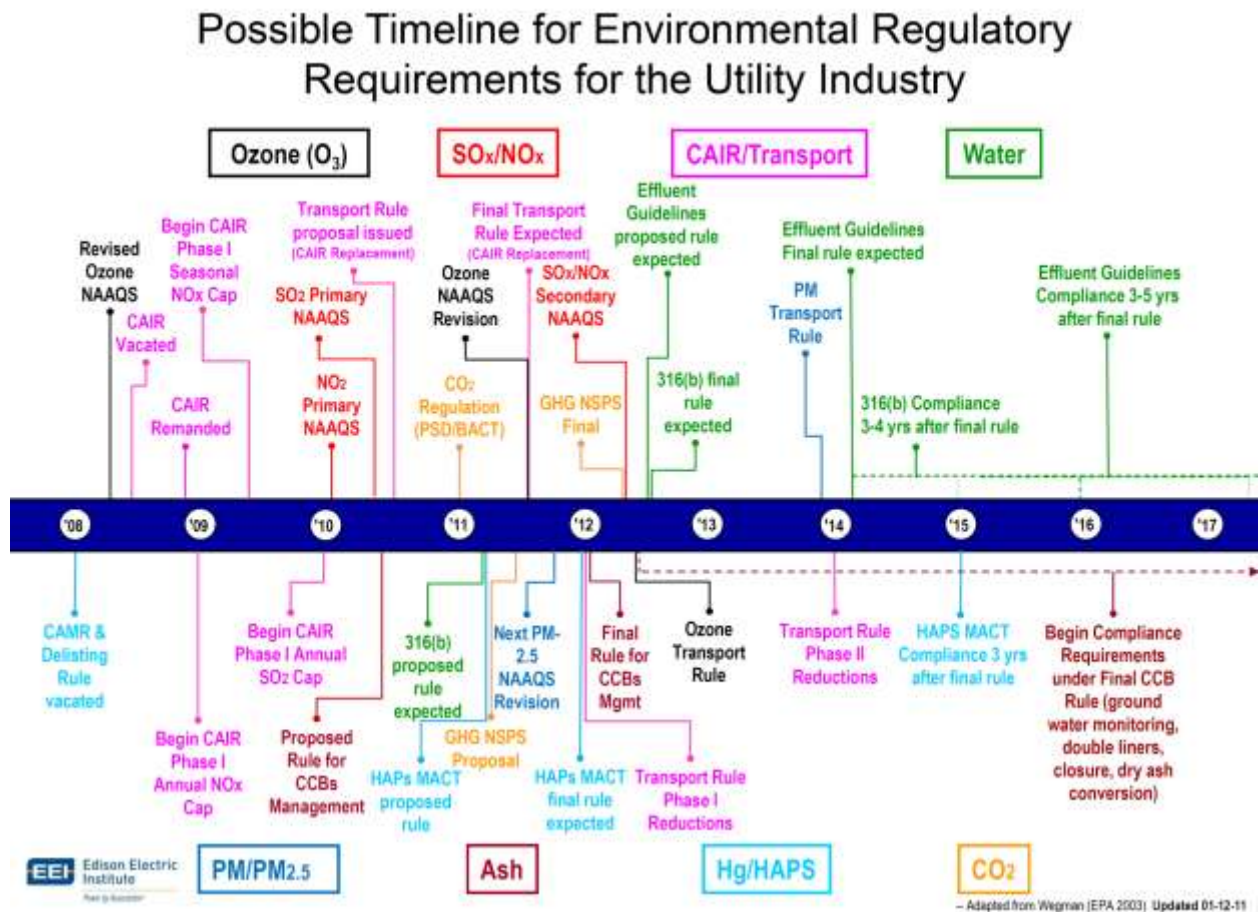 Possible Timeline for Environmental Regulatory
Requirements for the Utility Industry
Ozone (O3)
SOx/NOx
CAIR/Transport
Water
Revised
Ozone
NAAQS
CAIR
Vacated
Begin CAIR
Phase I
Seasonal
NOx Cap
CAIR
Remanded
Transport Rule
proposal issued
(CAIR Replacement)
SO2 Primary
NAAQS
NO2
Primary
NAAQS
Ozone
NAAQS
Revision
CO2
Regulation
(PSD/BACT)
Final Transport
Rule Expected
(CAIR Replacement)
SOx/NOx
Secondary
NAAQS
GHG NSPS
Final
Effluent
Guidelines
proposed rule
expected
316(b) final
rule
expected
PM
Transport
Rule
Effluent Guidelines
Final rule expected
316(b) Compliance
3-4 yrs after final rule
Effluent Guidelines
Compliance 3-5 yrs
after final rule
'08
'09
'10
'11
'12
'13
'14
'15
'16
'17
CAMR &
Delisting
Rule
vacated
Begin CAIR
Phase I
Annual NOx
Cap
Begin CAIR
Phase I Annual
SO2 Cap
Proposed
Rule for
CCBs
Management
316(b)
proposed
rule
expected
HAPs MACT
proposed
rule
GHG NSPS
Proposal
Next PM-
2.5
NAAQS
Revision
HAPs MACT
final rule
expected
Final
Rule for
CCBs
Mgmt
Transport Rule
Phase I
Reductions
Ozone
Transport
Rule
Transport Rule
Phase II
Reductions
HAPS MACT
Compliance 3 yrs
after final rule
Begin Compliance
Requirements
under Final CCB
Rule (ground
water monitoring,
double liners,
closure, dry ash
conversion)
EEI
Edison Electric
Institute
PM/PM2.5
Ash
Hg/HAPS
CO2
– Adapted from Wegman (EPA 2003) Updated 01-12-11